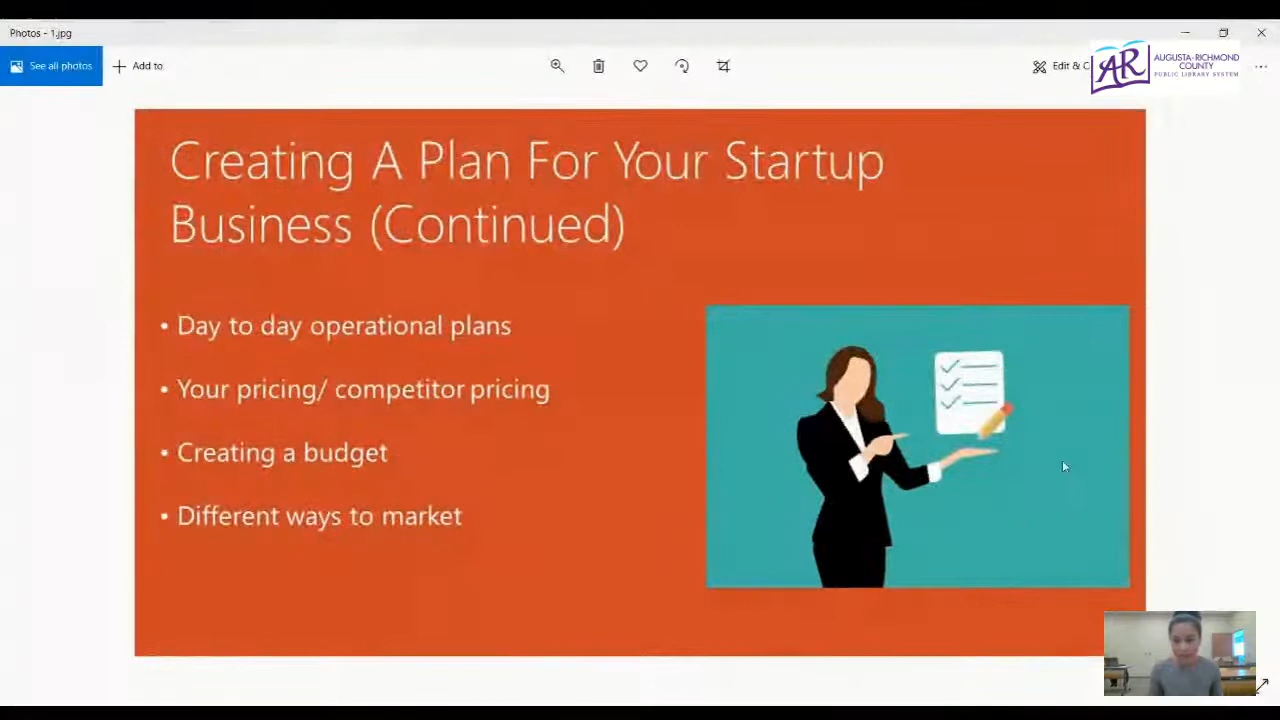 Photos - 1.jpg
See all photos
Add to
Edit & C
AR
AUGUSTA-RICHMOND
COUNTY
PUBLIC LIBRARY SYSTEM
Creating A Plan For Your Startup
Business (Continued)
• Day to day operational plans
• Your pricing/ competitor pricing
• Creating a budget
• Different ways to market